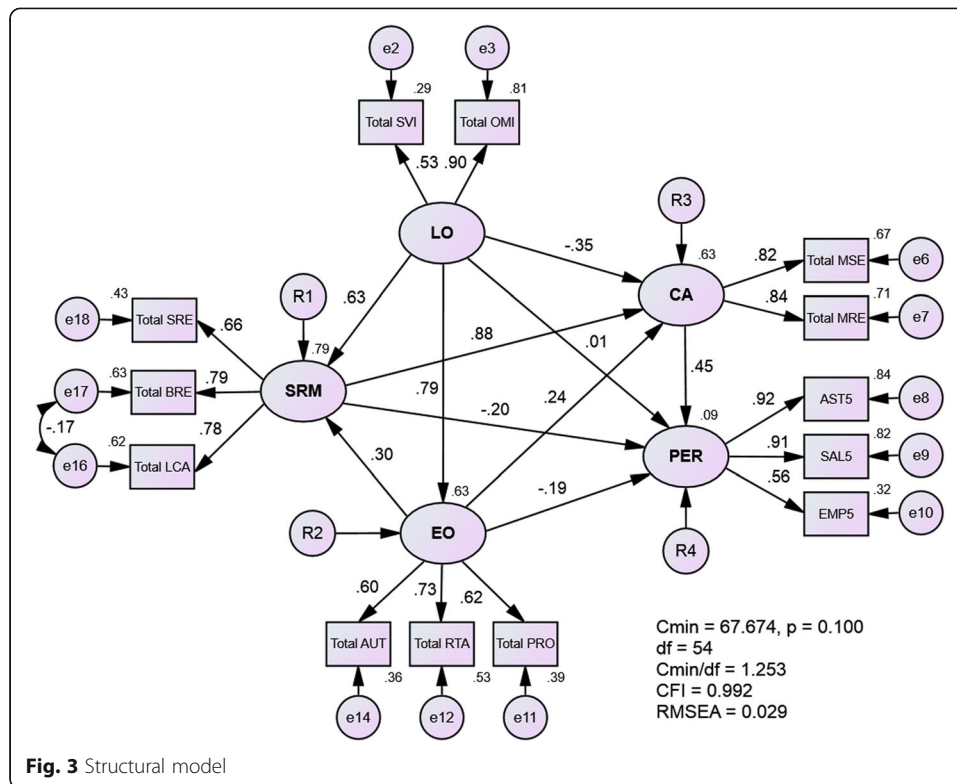 e2
e3
.29
.81
Total SVI
Total OMI
.53
.90
R3
LO
.67
-.35
.63
.82
Total MSE
e6
CA
.71
.84
Total MRE
e7
R1
.63
.43
e18
Total SRE
.66
.88
.01
.79
.45
.84
.63
e17
Total BRE
.79
SRM
.92
AST5
e8
.79
.24
.09
-.17
-.20
.82
.62
.78
PER
.91
SAL5
e9
e16
Total LCA
.30
.56
.32
-.19
EMP5
e10
.63
R2
EO
R4
.60
.73
.62
Total AUT
Total RTA
Total PRO
.36
.53
.39
e14
e12
e11
Cmin = 67.674, p = 0.100
df = 54
Cmin/df = 1.253
CFI = 0.992
RMSEA = 0.029
Fig. 3 Structural model